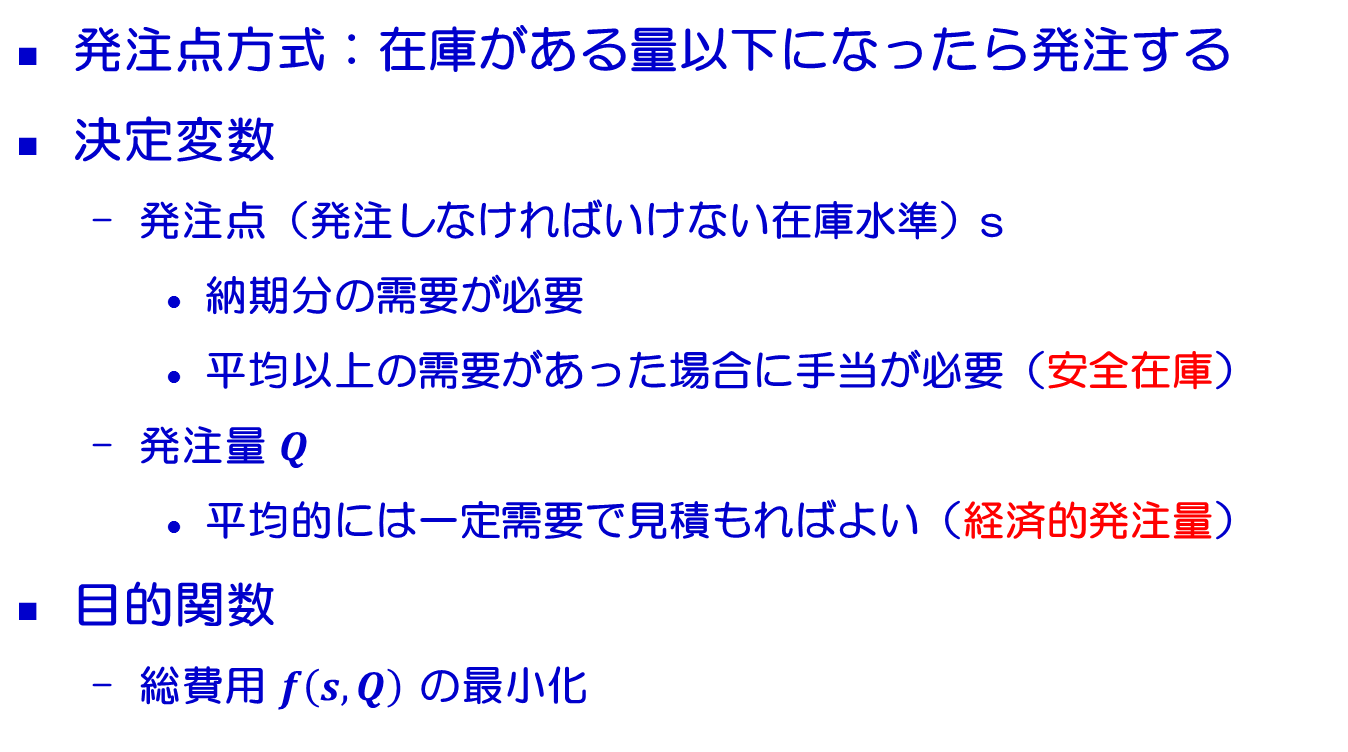 ■ 発注点方式：在庫がある量以下になったら発注する
■ 決定変数
– 発注点（発注しなければいけない在庫水準）s
• 納期分の需要が必要
• 平均以上の需要があった場合に手当が必要（安全在庫）
– 発注量 Q
• 平均的には一定需要で見積もればよい（経済的発注量）
■ 目的関数
– 総費用 f(s, Q) の最小化